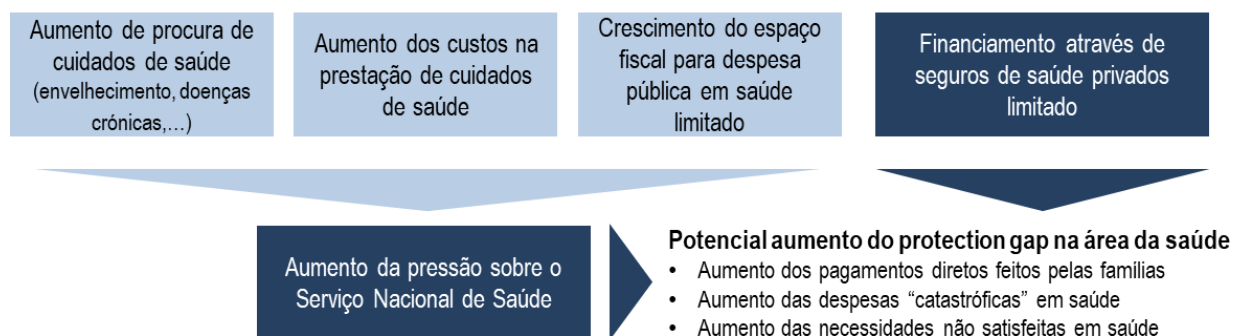 Aumento de procura de
cuidados de saúde
(envelhecimento, doenças
crónicas,…)
Aumento dos custos na
prestação de cuidados
de saúde
Crescimento do espaço
fiscal para despesa
pública em saúde
limitado
Financiamento através de
seguros de saúde privados
limitado
Aumento da pressão sobre o
Serviço Nacional de Saúde
Potencial aumento do protection gap na área da saúde
• Aumento dos pagamentos diretos feitos pelas famílias
• Aumento das despesas “catastróficas” em saúde
• Aumento das necessidades não satisfeitas em saúde